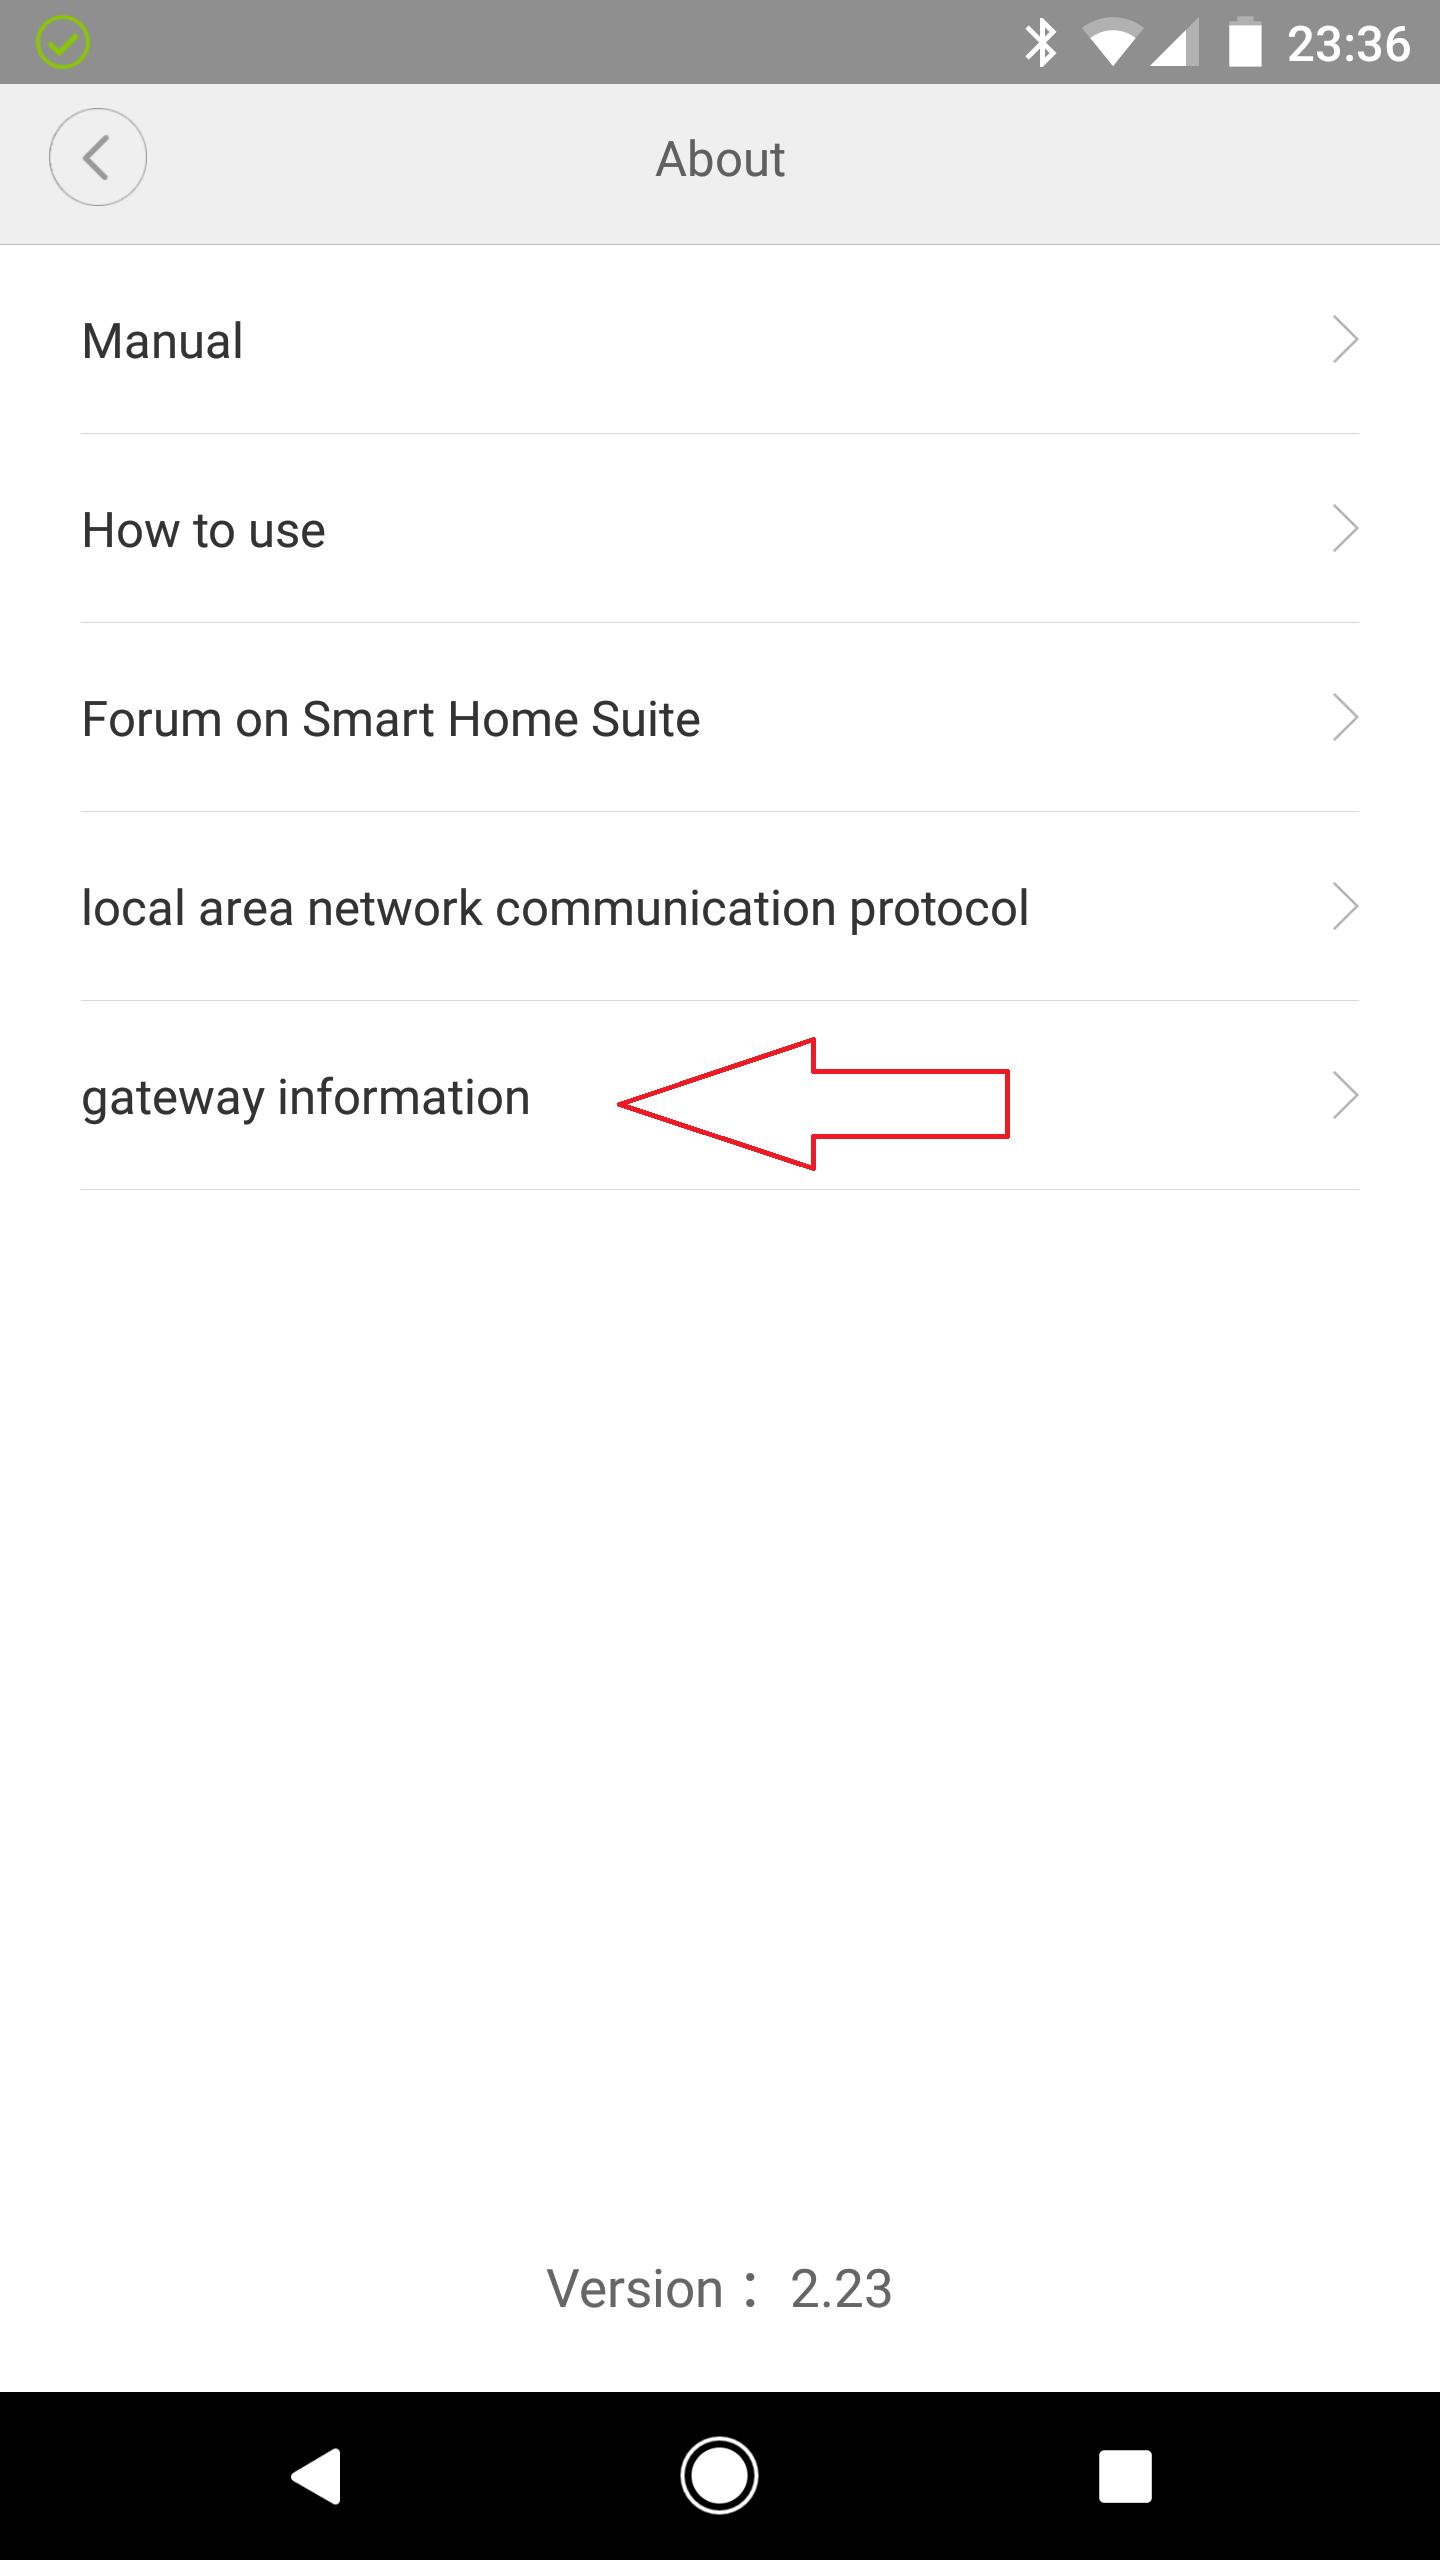 23:36
About
Manual
How to use
Forum on Smart Home Suite
local area network communication protocol
gateway information
Version： 2.23